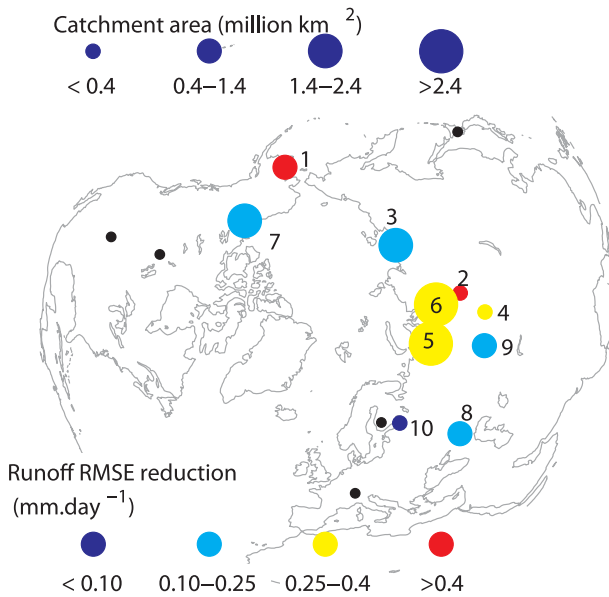 Catchment area (million km 2)
< 0.4 0.4−1.4 1.4−2.4 >2.4
1
3
7
2
6
4
5
9
8
10
Runoff RMSE reduction
(mm.day −1)
< 0.10 0.10−0.25 0.25−0.4 >0.4